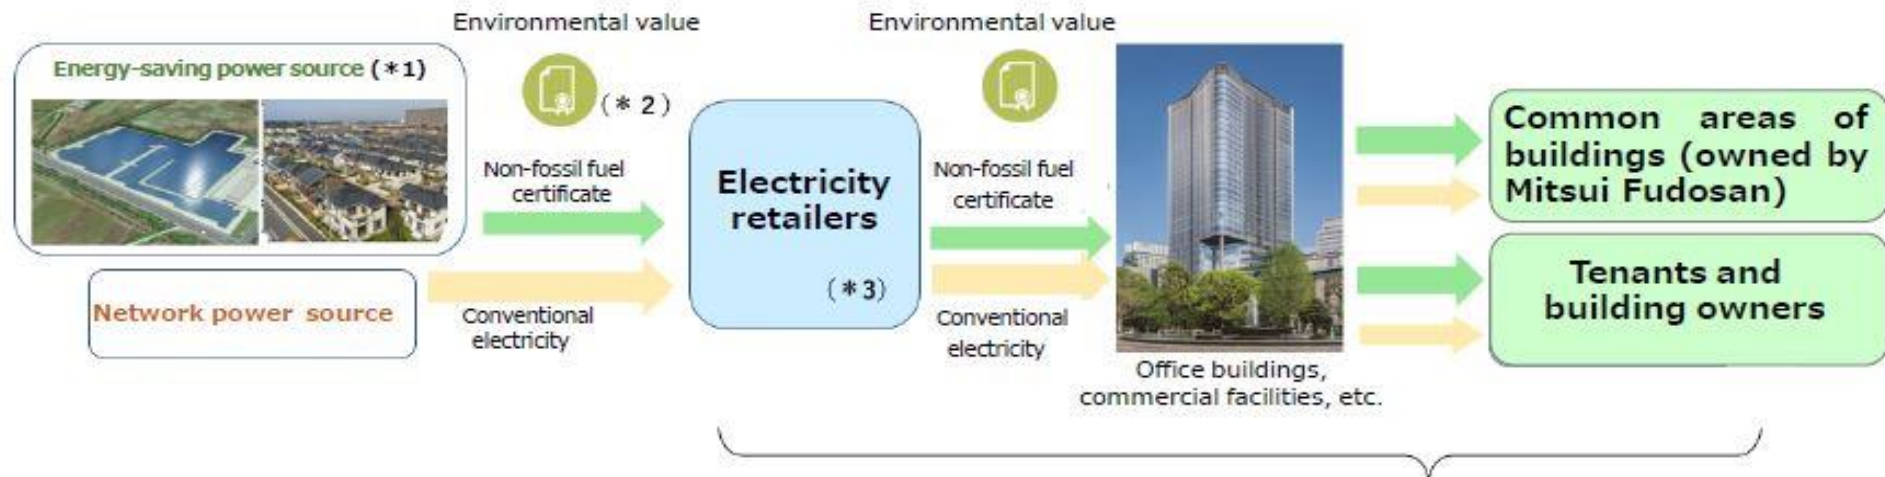 Environmental value
Environmental value
Energy-saving power source (*1)
(* 2)
Non-fossil fuel
certificate
Electricity
retailers
(*3)
Non-fossil fuel
certificate
Common areas of
buildings (owned by
Mitsui Fudosan)
Network power source
Conventional
electricity
Conventional
electricity
Tenants and
building owners
Office buildings,
commercial facilities, etc.